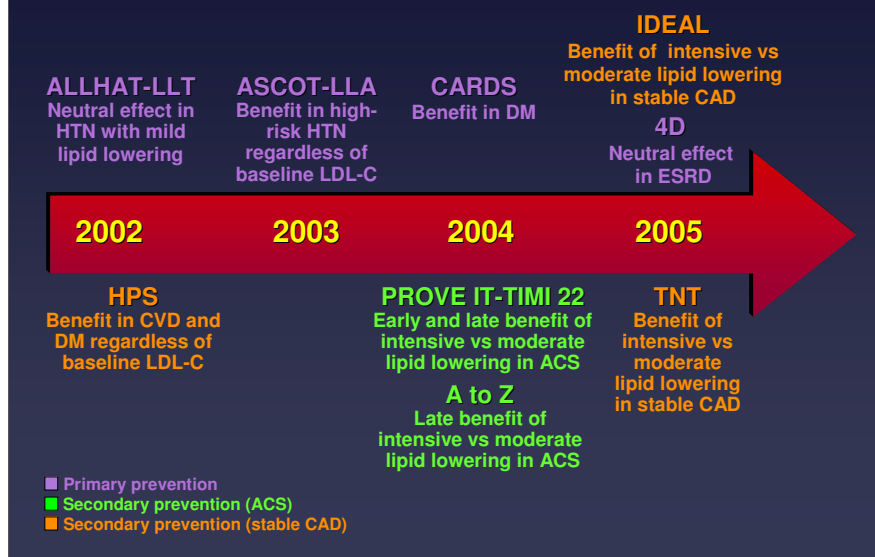 IDEAL
Benefit of intensive vs
moderate lipid lowering
in stable CAD
ALLHAT-LLT
Neutral effect in
HTN with mild
lipid lowering
ASCOT-LLA
Benefit in high-
risk HTN
regardless of
baseline LDL-C
CARDS
Benefit in DM
4D
Neutral effect
in ESRD
2002
2003
2004
2005
HPS
Benefit in CVD and
DM regardless of
baseline LDL-C
PROVE IT-TIMI 22
Early and late benefit of
intensive vs moderate
lipid lowering in ACS
A to Z
Late benefit of
intensive vs moderate
lipid lowering in ACS
TNT
Benefit of
intensive vs
moderate
lipid lowering
in stable CAD
Primary prevention
Secondary prevention (ACS)
Secondary prevention (stable CAD)